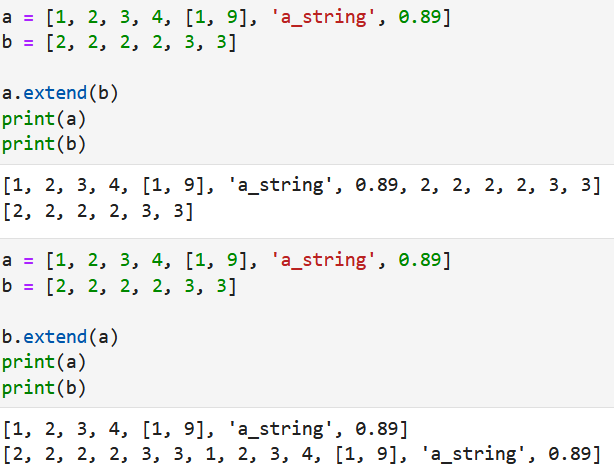 a = [1, 2, 3, 4, [1, 9], 'a_string', 0.89]
b = [2, 2, 2, 2, 3, 3]
a.extend(b)
print(a)
print(b)
[1, 2, 3, 4, [1, 9], 'a_string', 0.89, 2, 2, 2, 2, 3, 3]
[2, 2, 2, 2, 3, 3]
a = [1, 2, 3, 4, [1, 9], 'a_string', 0.89]
b = [2, 2, 2, 2, 3, 3]
b.extend(a)
print(a)
print(b)
[1, 2, 3, 4, [1, 9], 'a_string', 0.89]
[2, 2, 2, 2, 3, 3, 1, 2, 3, 4, [1, 9], 'a_string', 0.89]